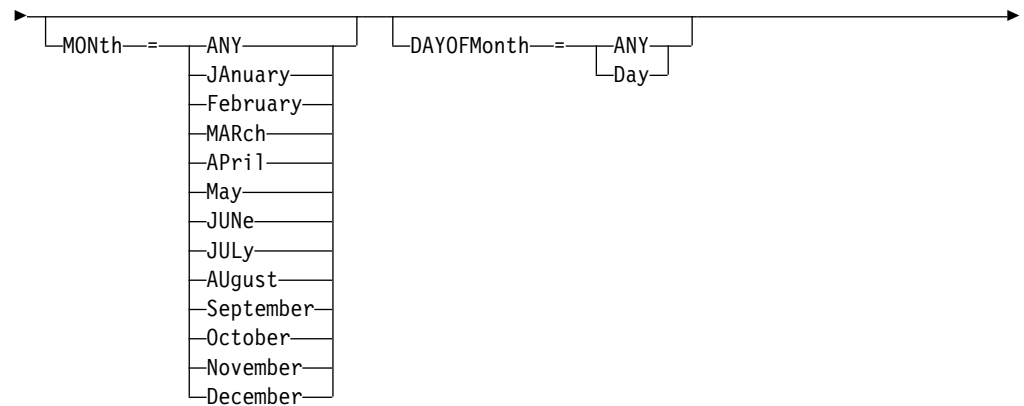 MONth = ANY DAYOFMonth = ANY
JAnuary Day
February
MARch
APril
May
JUNe
JULy
AUgust
September
October
November
December